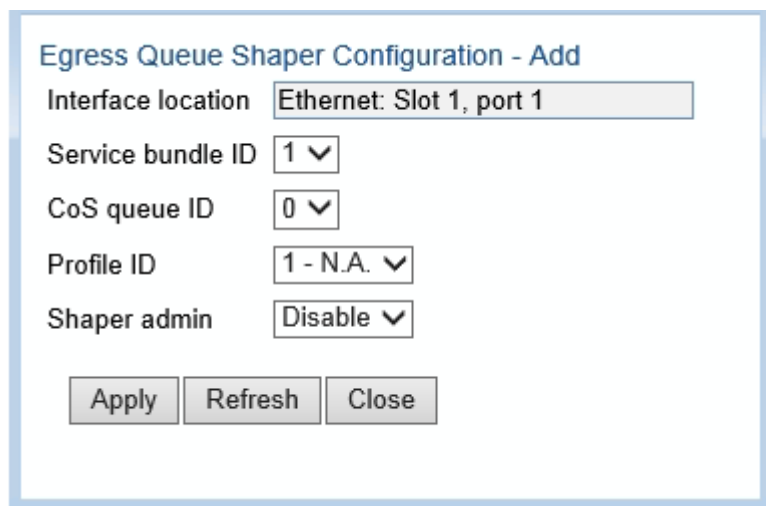 Egress Queue Shaper Configuration - Add
Interface location Ethernet: Slot 1, port 1
Service bundle ID 1
CoS queue ID 0
Profile ID 1 - N.A.
Shaper admin Disable
Apply Refresh Close